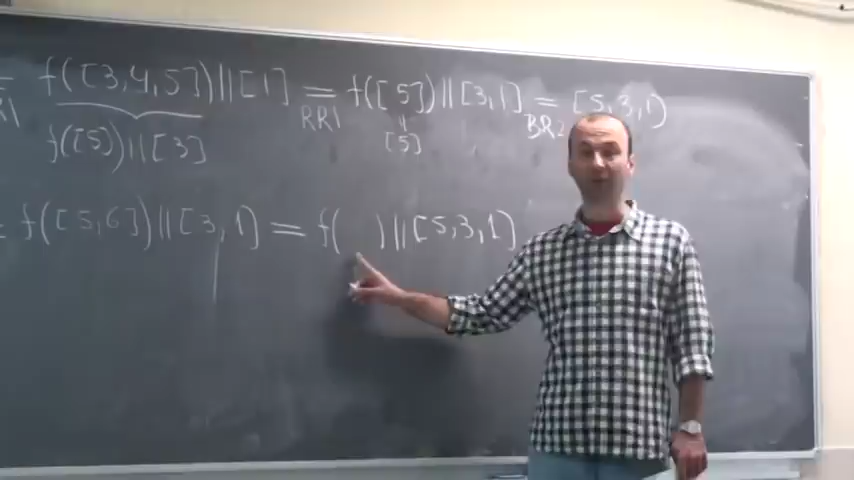 = f([3,4,5])||[1] = f([5])||[3,1] = [5,3,1)
R1 RR1 BR2
f([5])||[3] [5]
= f([5,6])||[3,1) = f( )||[5,3,1)